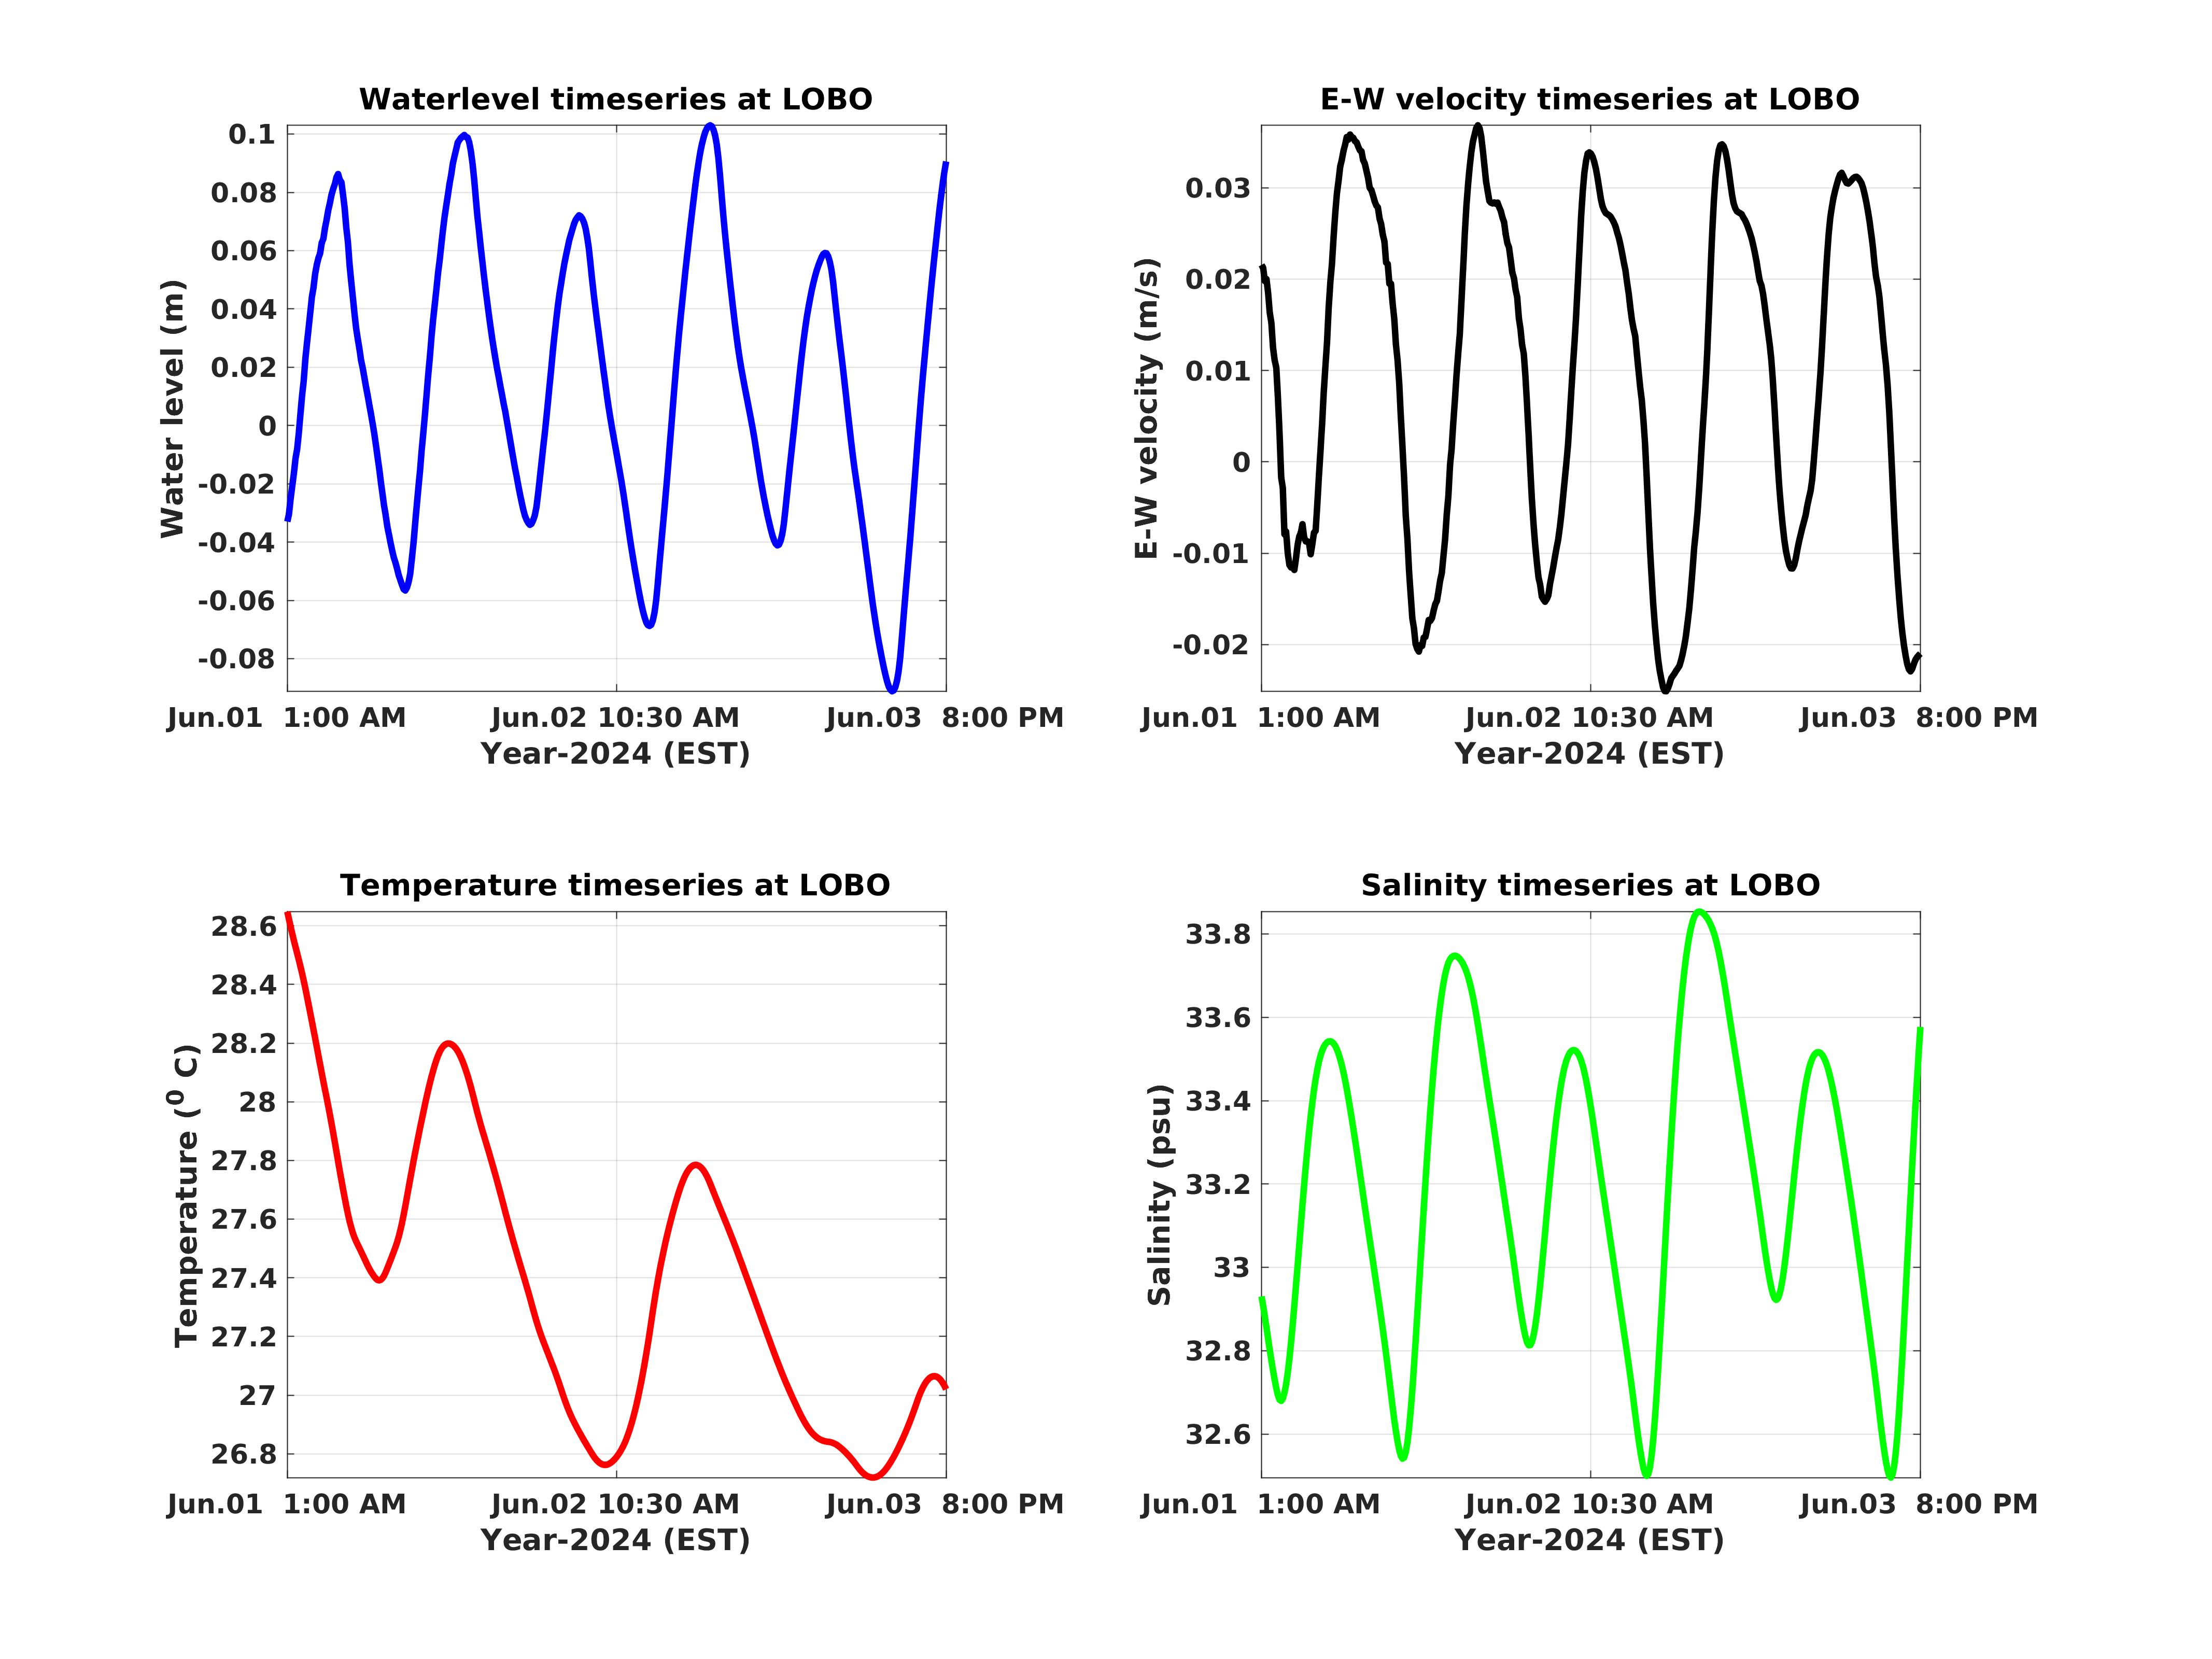 Waterlevel timeseries at LOBO
0.1
0.08
0.06
0.04
0.02
0
-0.02
-0.04
-0.06
-0.08
Water level (m)
Jun.01 1:00 AM Jun.02 10:30 AM Jun.03 8:00 PM
Year-2024 (EST)
E-W velocity timeseries at LOBO
0.03
0.02
0.01
0
-0.01
-0.02
E-W velocity (m/s)
Jun.01 1:00 AM Jun.02 10:30 AM Jun.03 8:00 PM
Year-2024 (EST)
Temperature timeseries at LOBO
28.6
28.4
28.2
28
27.8
27.6
27.4
27.2
27
26.8
Temperature (⁰ C)
Jun.01 1:00 AM Jun.02 10:30 AM Jun.03 8:00 PM
Year-2024 (EST)
Salinity timeseries at LOBO
33.8
33.6
33.4
33.2
33
32.8
32.6
Salinity (psu)
Jun.01 1:00 AM Jun.02 10:30 AM Jun.03 8:00 PM
Year-2024 (EST)